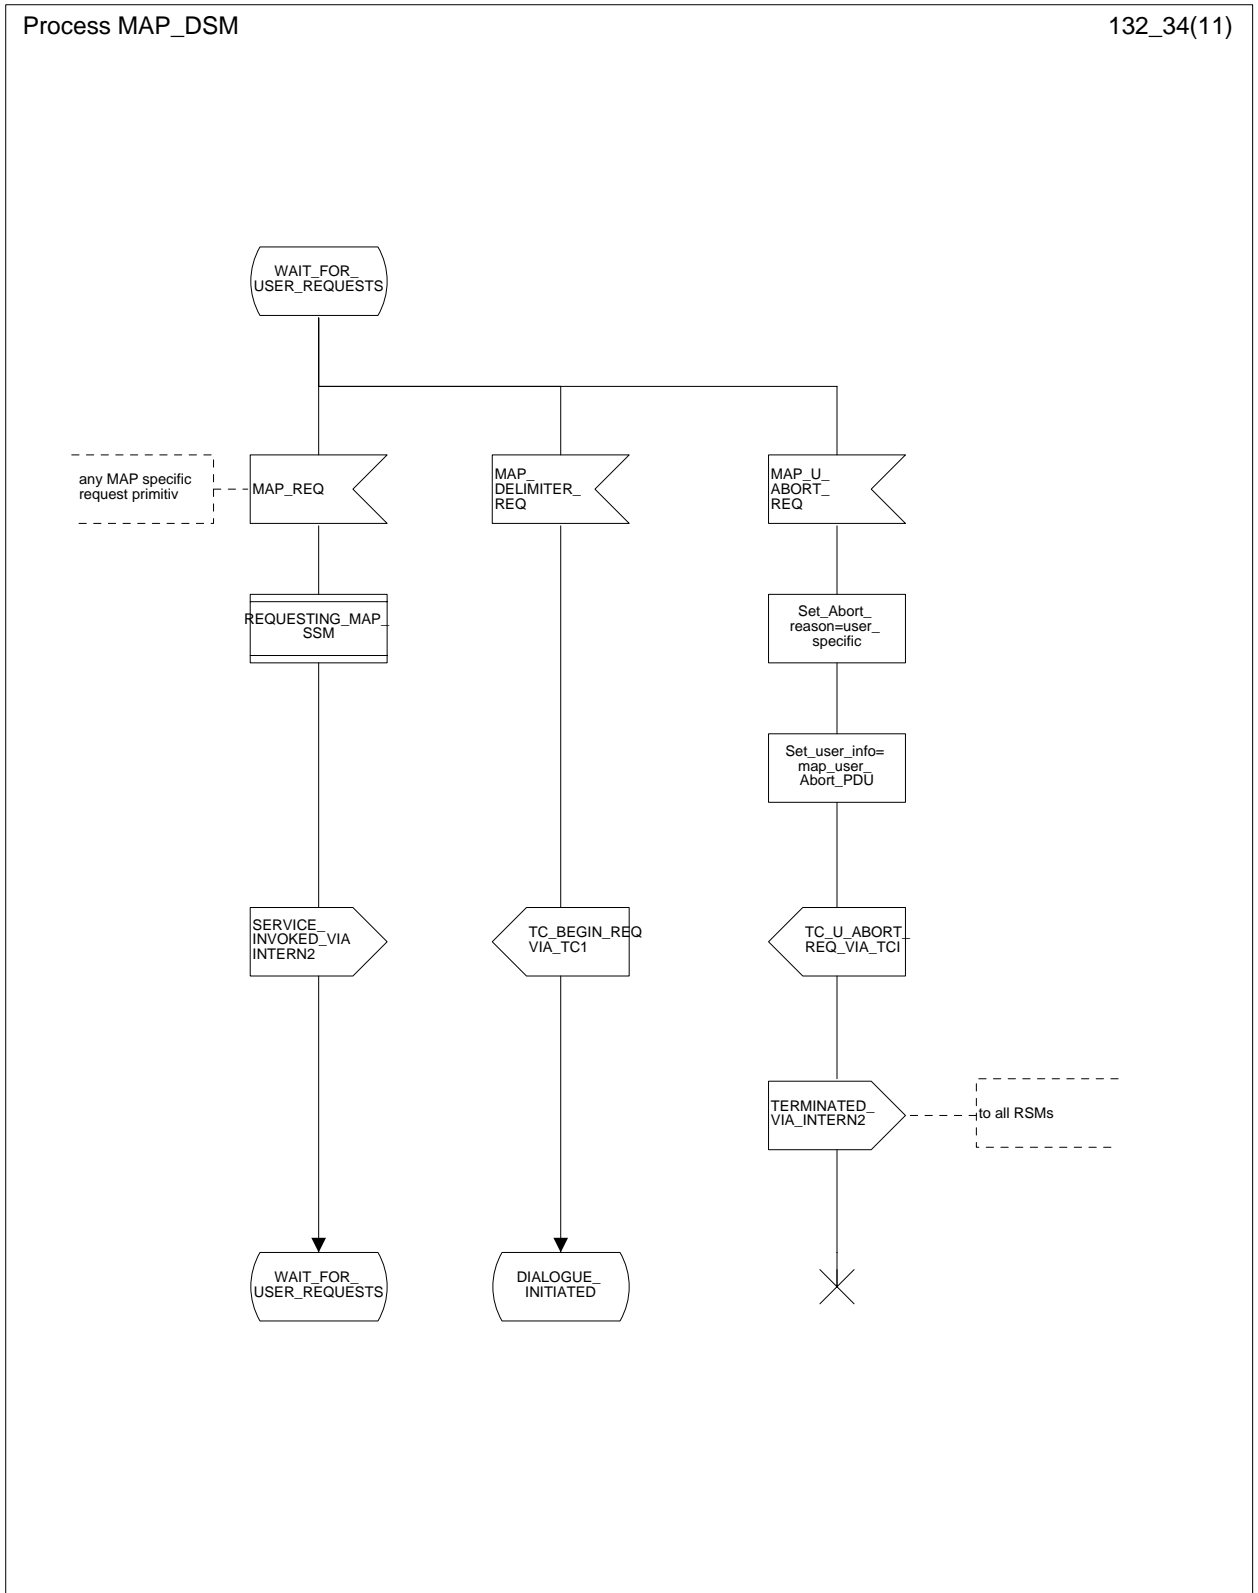 Process MAP_DSM
132_34(11)
WAIT_FOR_
USER_REQUESTS
any MAP specific
request primitiv
MAP_REQ
MAP_
DELIMITER_
REQ
MAP_U_
ABORT_
REQ
REQUESTING_MAP_
SSM
Set_Abort_
reason=user_
specific
Set_user_info=
map_user_
Abort_PDU
SERVICE_
INVOKED_VIA
INTERN2
TC_BEGIN_REQ
VIA_TC1
TC_U_ABORT_
REQ_VIA_TCI
TERMINATED_
VIA_INTERN2
to all RSMs
WAIT_FOR_
USER_REQUESTS
DIALOGUE_
INITIATED